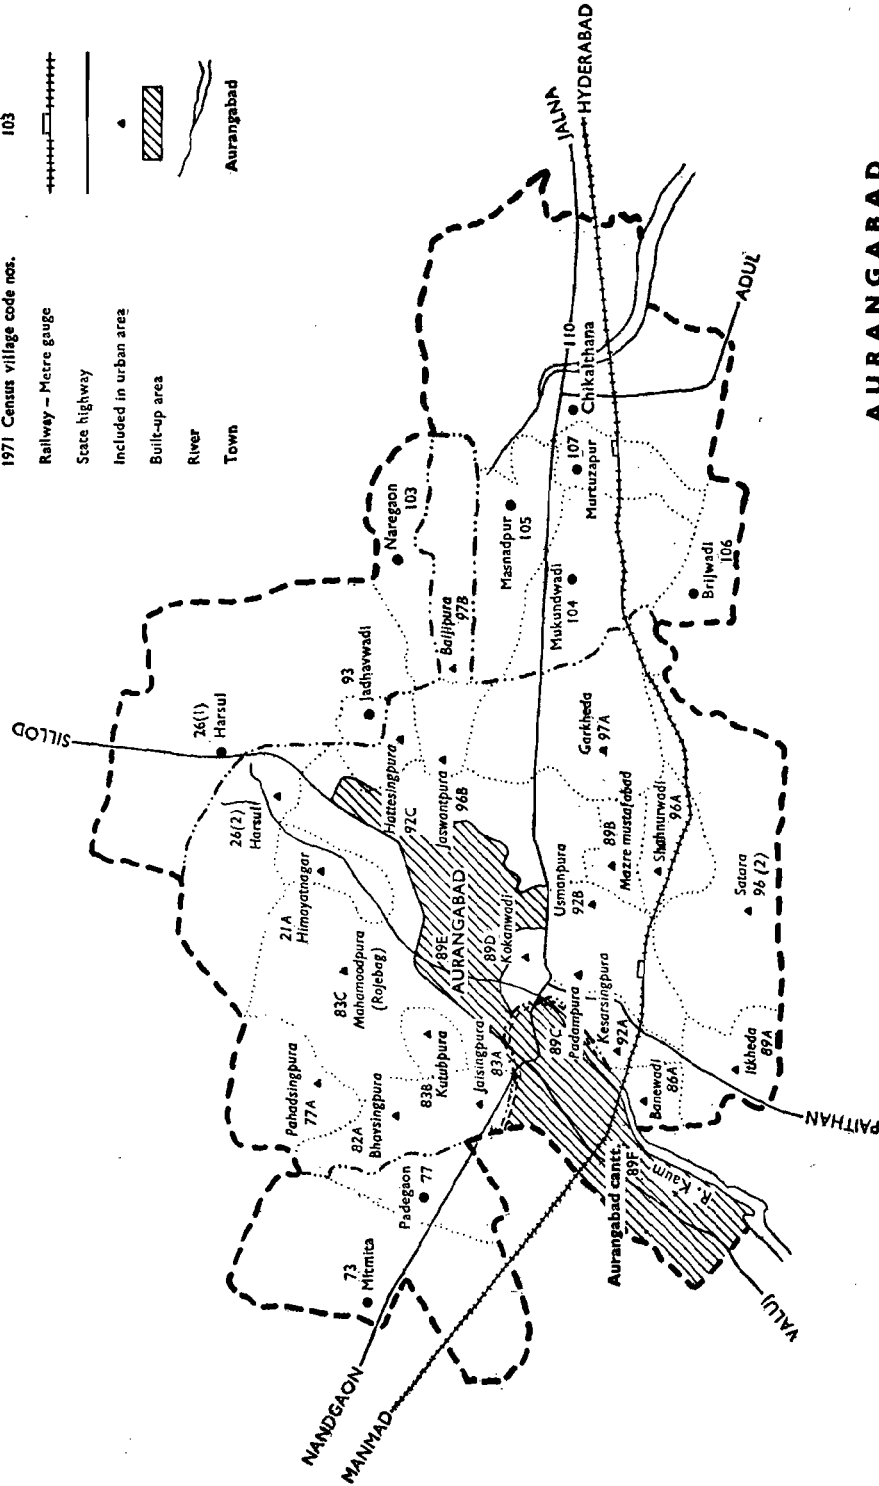 1971 Census village code nos. 103
Railway – Metre gauge
State highway
Included in urban area
Built-up area
River
Town Aurangabad
AURANGABAD
SILLOD
JALNA
HYDERABAD
ADUL
PAITHAN
VALUJ
MANMAD
NANDGAON
26(1)
Harsul
26(2)
Harsul
93
Jadhavwadi
Naregaon
103
Baijipura
97B
Masnadpur
105
Mukundwadi
104
107
Murtuzapur
110
Chikalthana
Brijwadi
106
Hattesingpura
92C
Jaswantpura
96B
Garkheda
97A
21A
Himayatnagar
83C
Mahamoodpura
(Rojebag)
89E
AURANGABAD
89D
Kokanwadi
Usmanpura
92B
89B
Mazre mustafabad
Shahnurwadi
96A
Satara
96 (2)
Pahadsingpura
77A
82A
Bhavsingpura
83B
Kutubpura
Jaisingpura
83A
89C
Padampura
Kesarsingpura
92A
Banewadi
86A
Itkheda
89A
Padegaon
77
73
Mitmita
Aurangabad cantt.
89F
R. Kaum